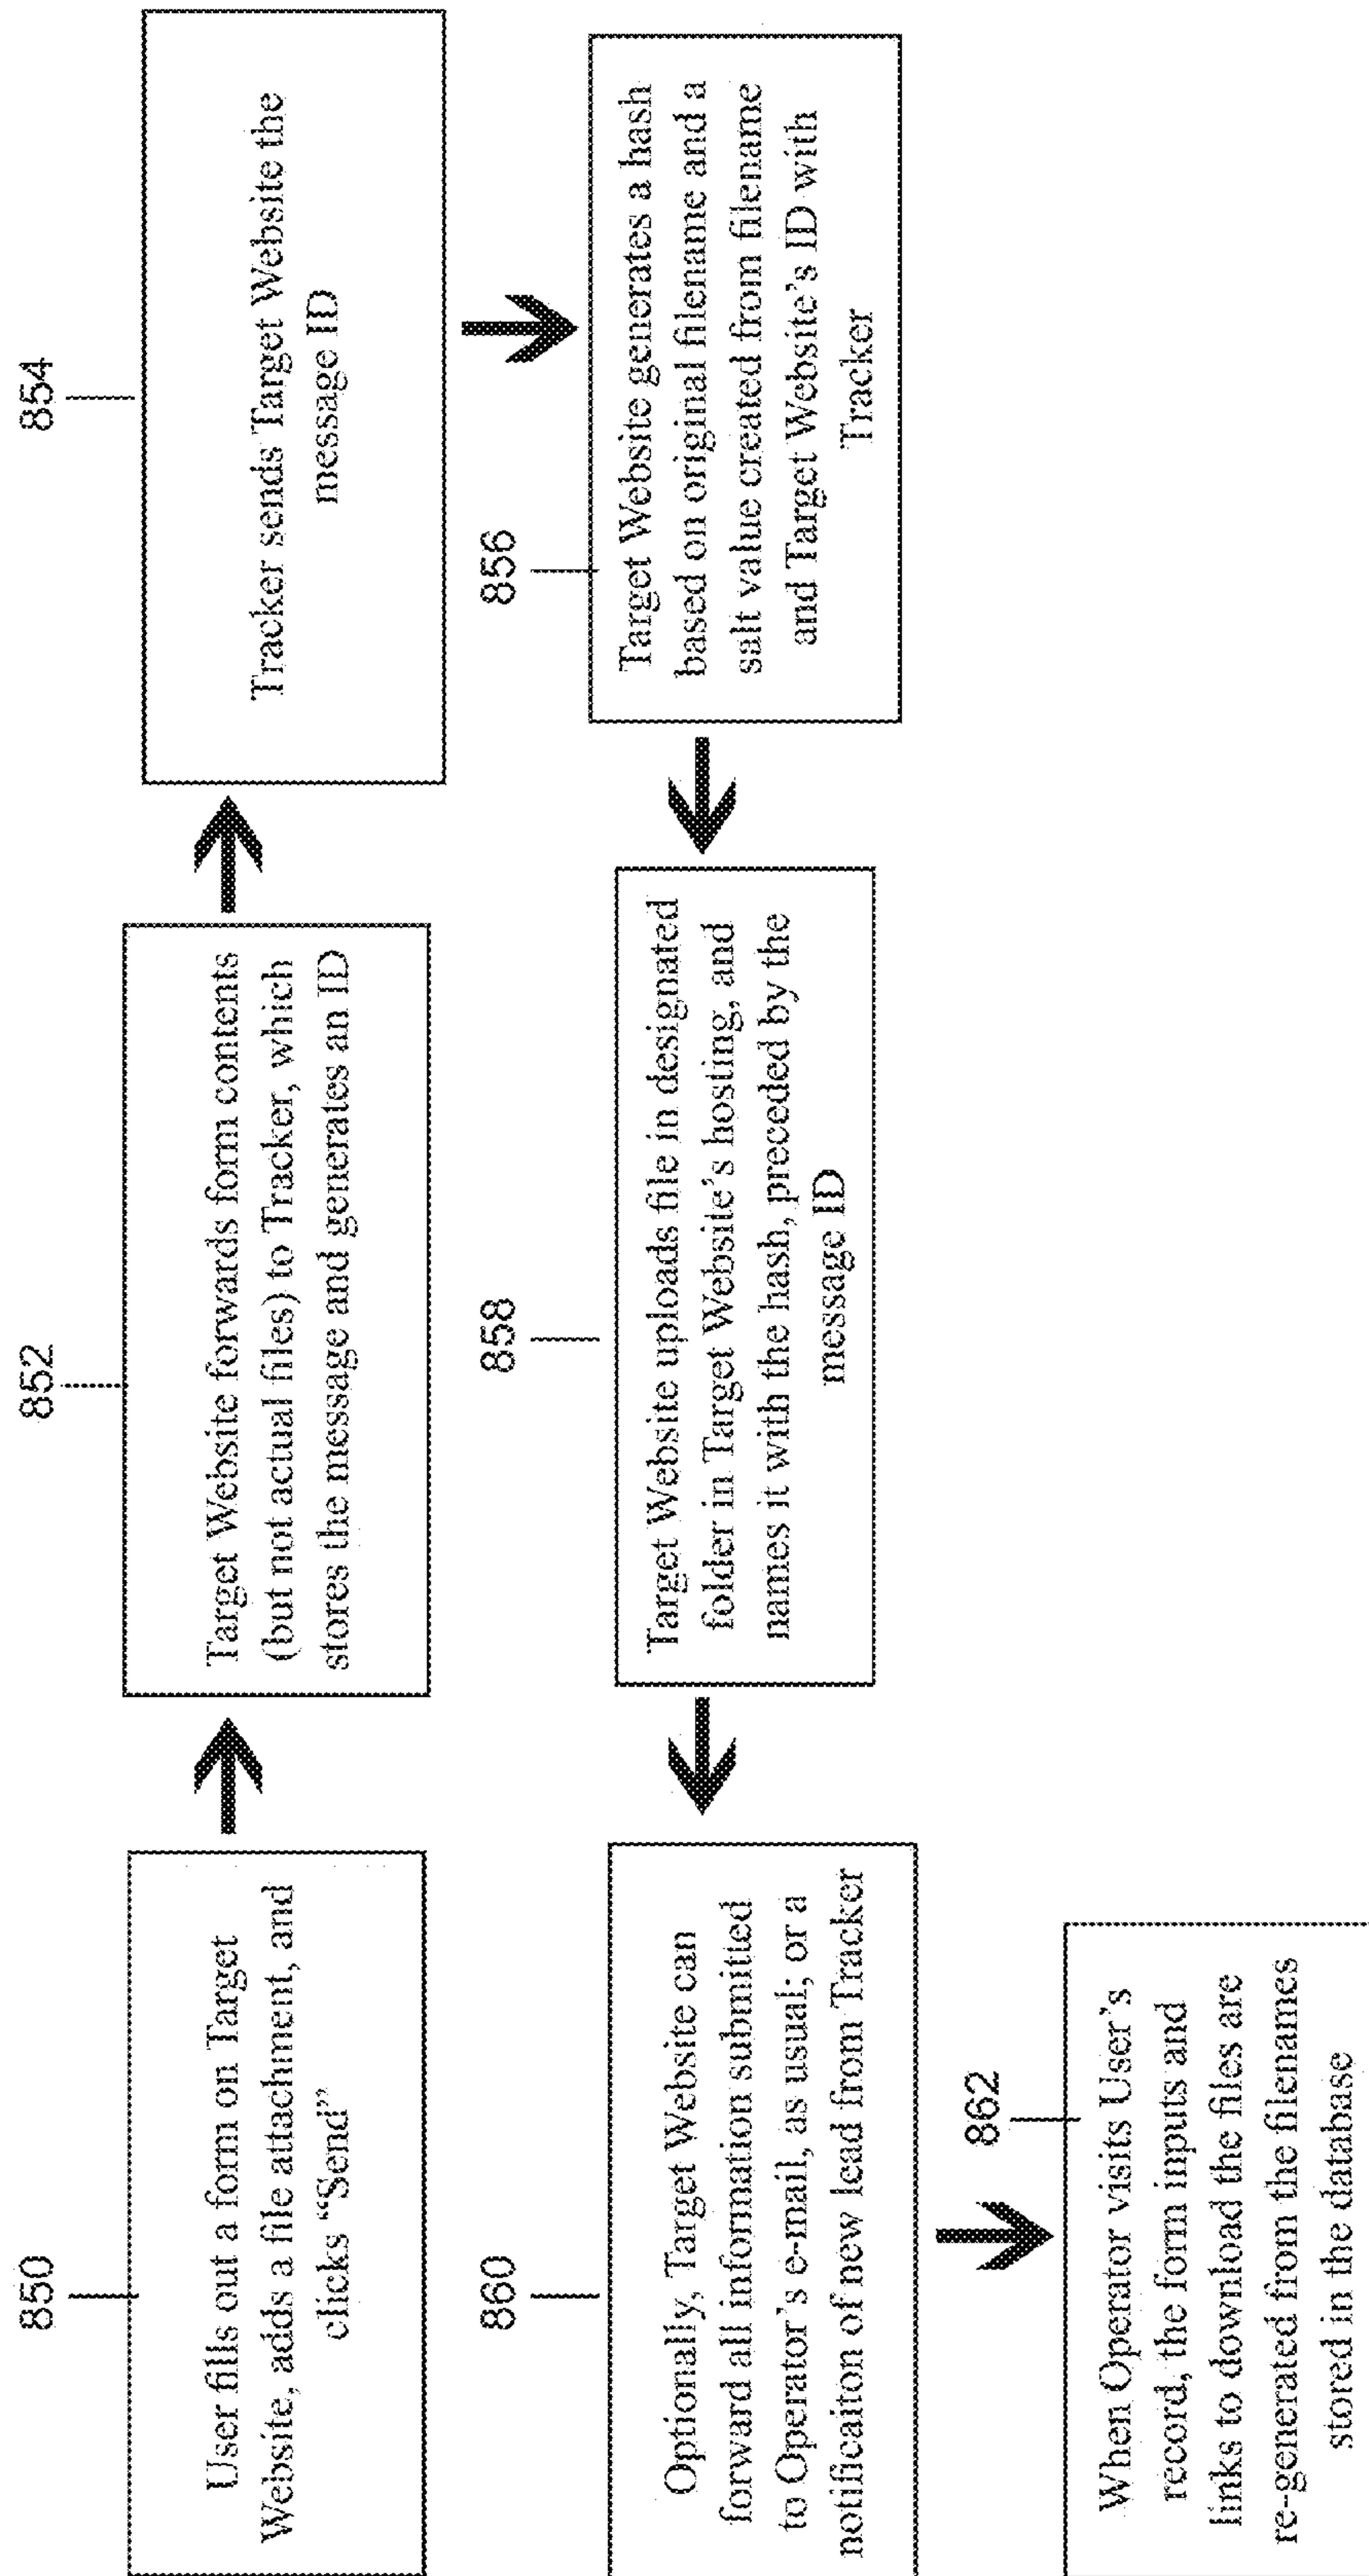 850
User fills out a form on Target
Website, adds a file attachment, and
clicks “Send”
852
Target Website forwards form contents
(but not actual files) to Tracker, which
stores the message and generates an ID
854
Tracker sends Target Website the
message ID
856
Target Website generates a hash
based on original filename and a
salt value created from filename
and Target Website’s ID with
Tracker
858
Target Website uploads file in designated
folder in Target Website’s hosting, and
names it with the hash, preceded by the
message ID
860
Optionally, Target Website can
forward all information submitted
to Operator’s e-mail, as usual; or a
notificaiton of new lead from Tracker
862
When Operator visits User’s
record, the form inputs and
links to download the files are
re-generated from the filenames
stored in the database